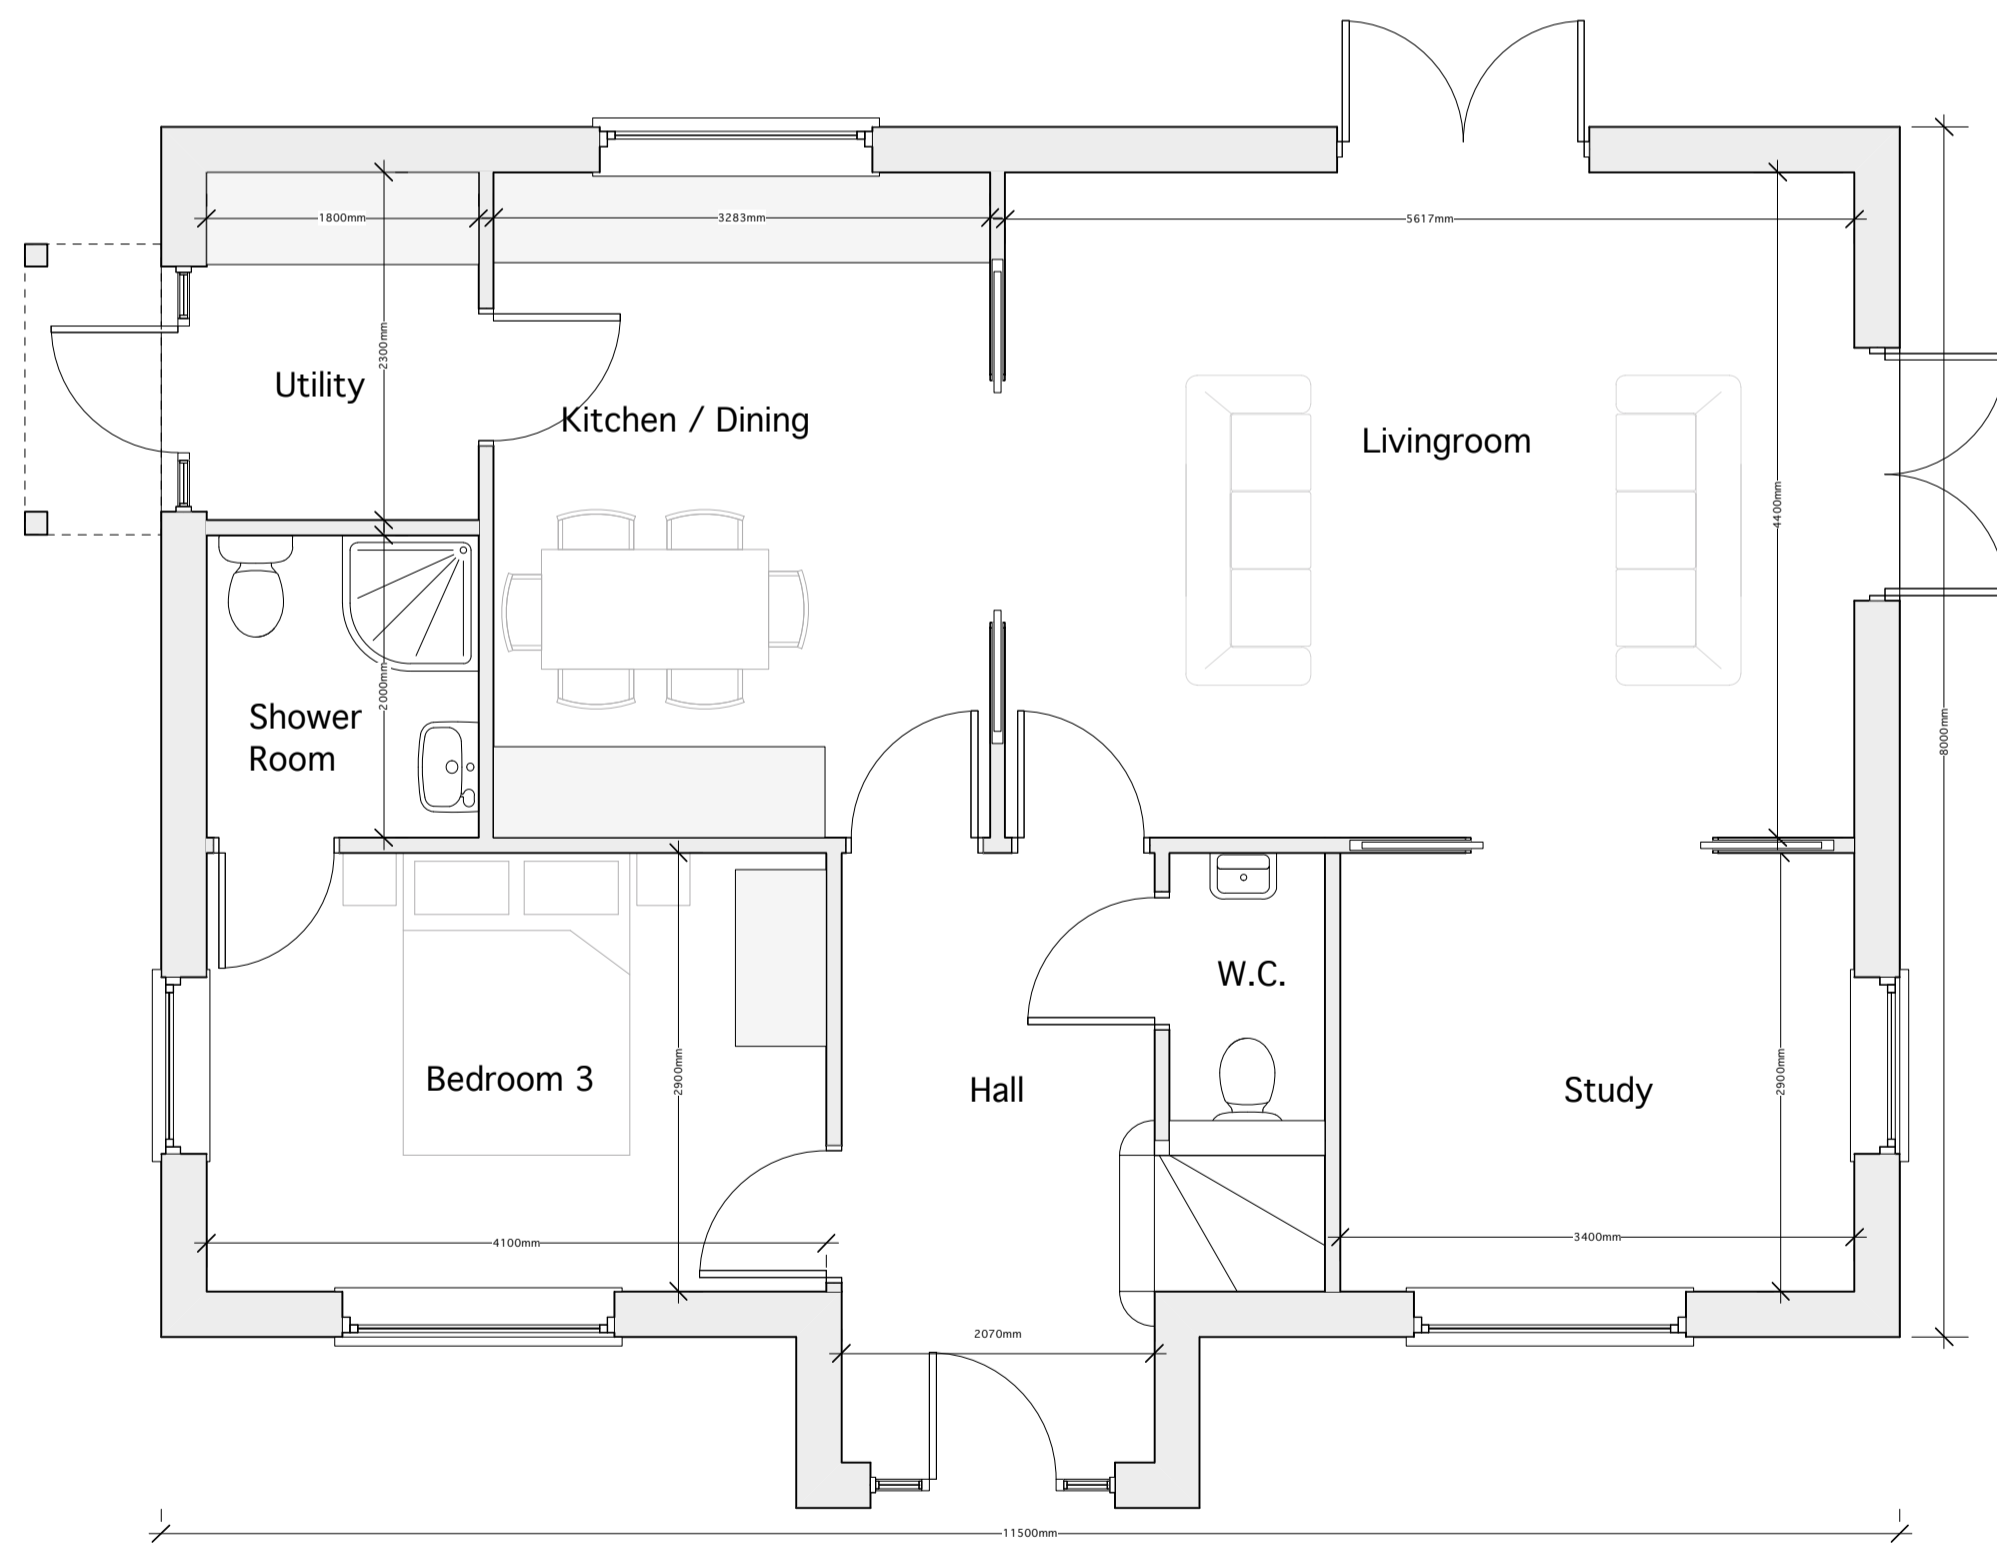 1800mm
3283mm
5617mm
2300mm
Utility
Kitchen / Dining
Livingroom
4400mm
2000mm
Shower
Room
8000mm
W.C.
Bedroom 3
2900mm
Hall
Study
2900mm
4100mm
3400mm
2070mm
11500mm